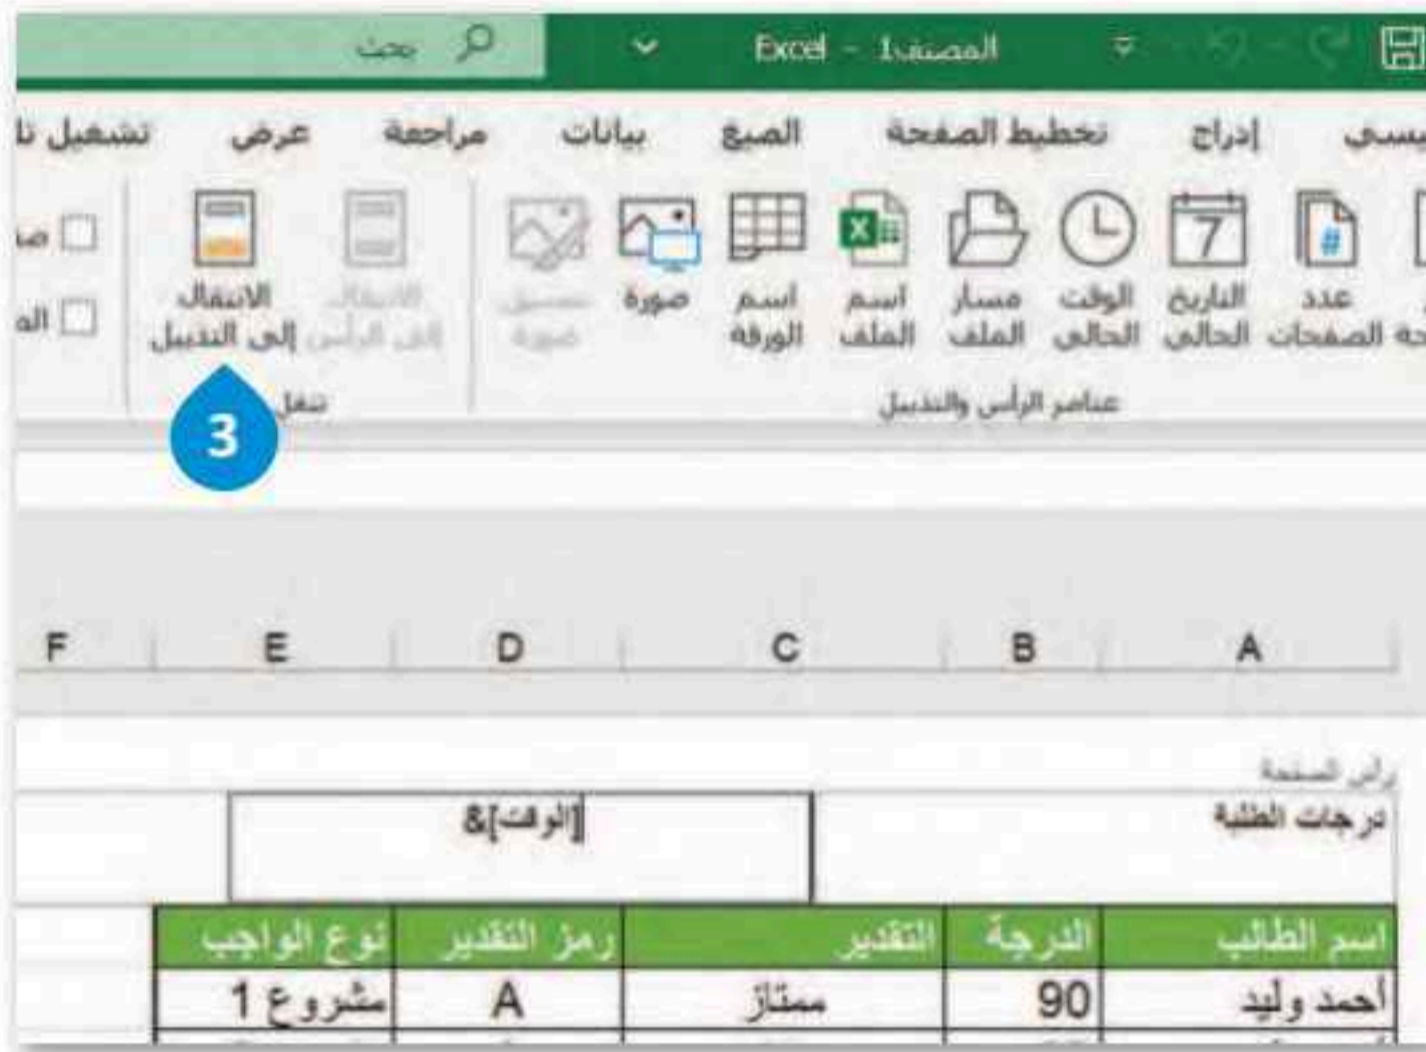 المصنف1 - Excel بحث
إدراج تخطيط الصفحة الصيغ بيانات مراجعة عرض تشغيل
عدد الصفحات
التاريخ الحالي
الوقت الحالي
مسار الملف
اسم الملف
اسم الورقة
صورة
تنسيق صورة
الانتقال إلى الرأس
الانتقال إلى التذييل
عناصر الرأس والتذييل
تنقل
7
#
X
3
A B C D E F
رأس الصفحة
درجات الطلبة
&[الوقت]
اسم الطالب الدرجة التقدير رمز التقدير نوع الواجب
أحمد وليد 90 ممتاز A مشروع 1